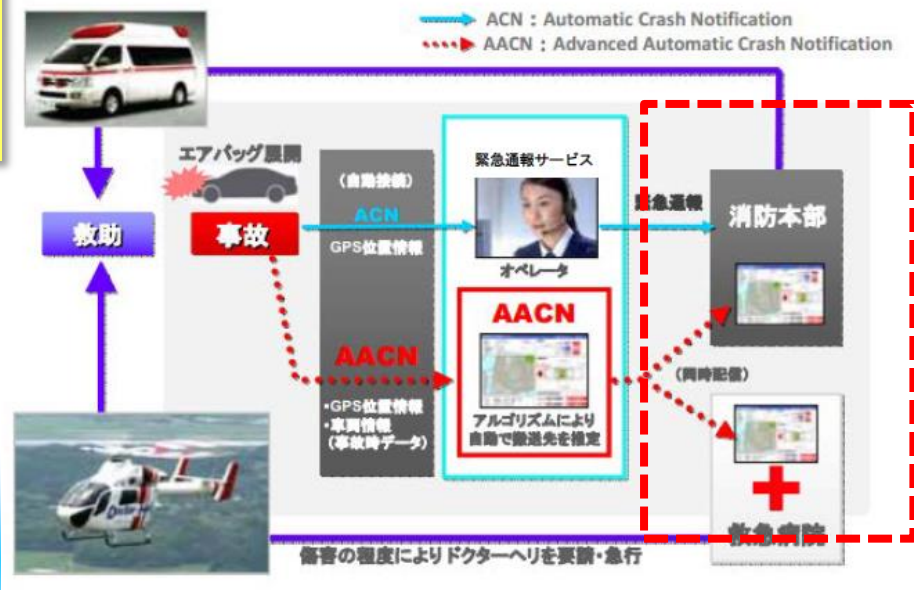 ACN：Automatic Crash Notification
AACN：Advanced Automatic Crash Notification
エアバッグ展開
事故
救助
（自動接続）
ACN
GPS位置情報
AACN
・GPS位置情報
・車両情報
（事故時データ）
緊急通報サービス
オペレータ
AACN
アルゴリズムにより
自動で搬送先を推定
緊急通報
消防本部
（同時配信）
救急病院
傷害の程度によりドクターヘリを要請・急行